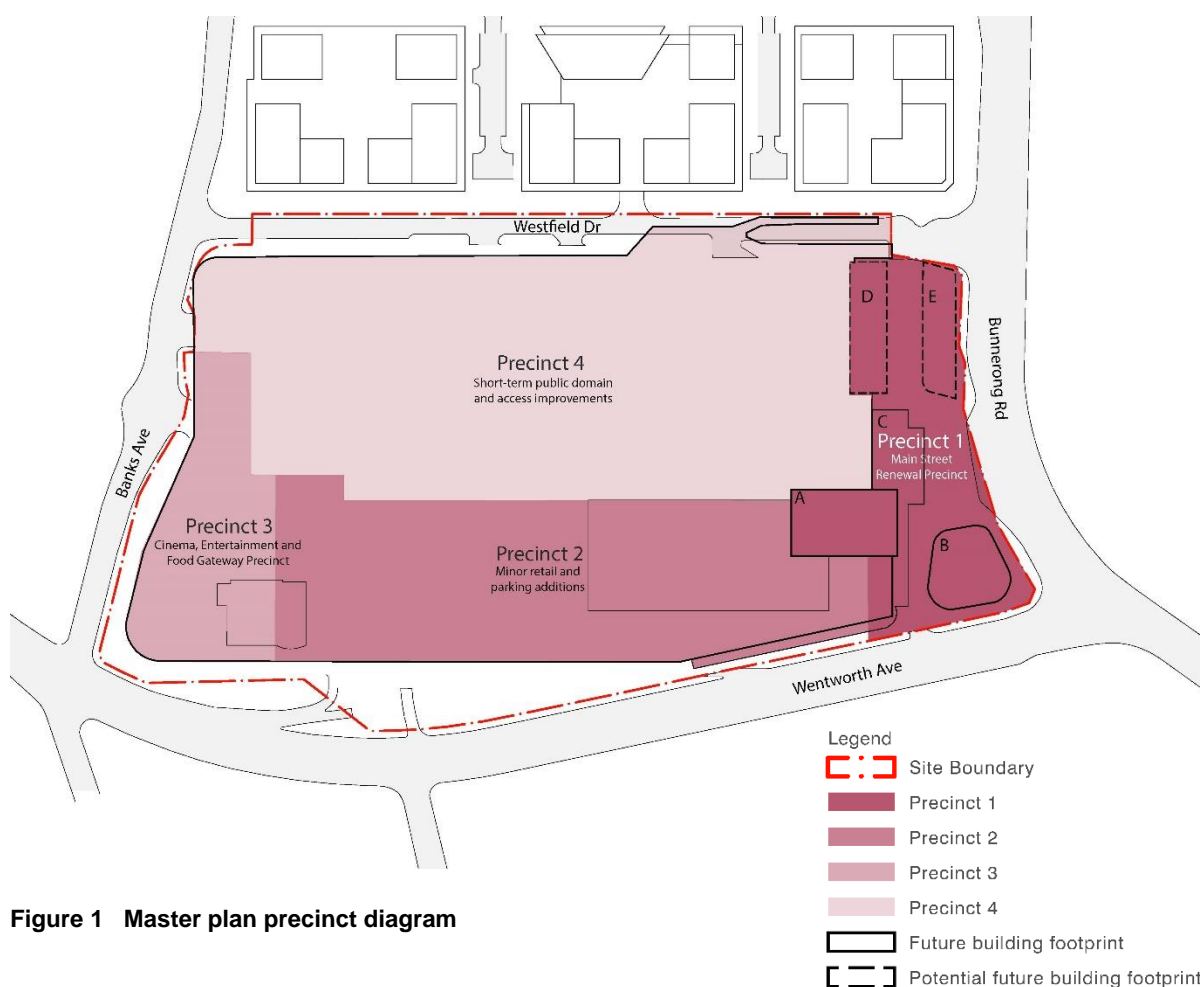 Westfield Dr
D
E
Bunnerong Rd
Precinct 4
Short-term public domain
and access improvements
Banks Ave
C
Precinct 1
Main Street
Renewal Precinct
A
Precinct 3
Cinema, Entertainment and
Food Gateway Precinct
Precinct 2
Minor retail and
parking additions
B
Wentworth Ave
Legend
Site Boundary
Precinct 1
Precinct 2
Precinct 3
Precinct 4
Future building footprint
Potential future building footprint
Figure 1 Master plan precinct diagram